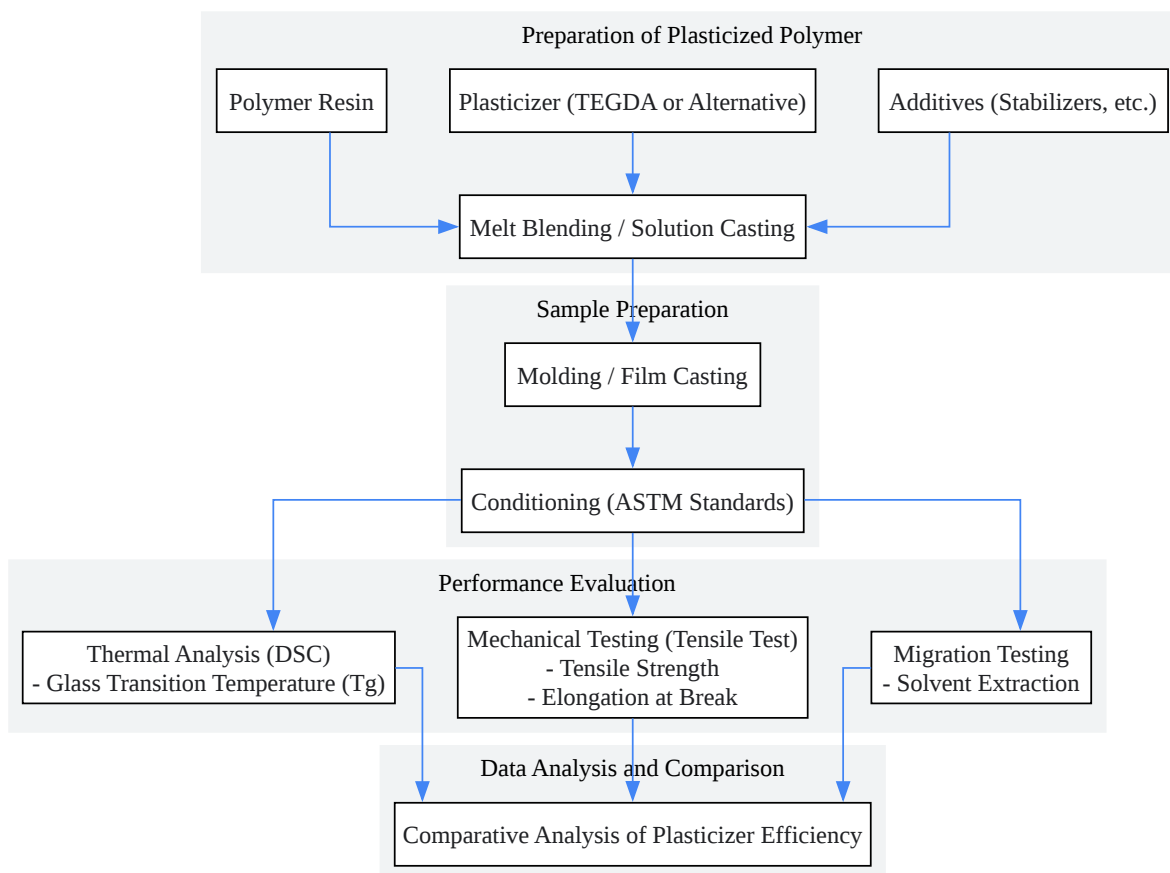 Preparation of Plasticized Polymer
Polymer Resin
Plasticizer (TEGDA or Alternative)
Additives (Stabilizers, etc.)
Melt Blending / Solution Casting
Sample Preparation
Molding / Film Casting
Conditioning (ASTM Standards)
Performance Evaluation
Thermal Analysis (DSC)
- Glass Transition Temperature (Tg)
Mechanical Testing (Tensile Test)
- Tensile Strength
- Elongation at Break
Migration Testing
- Solvent Extraction
Data Analysis and Comparison
Comparative Analysis of Plasticizer Efficiency